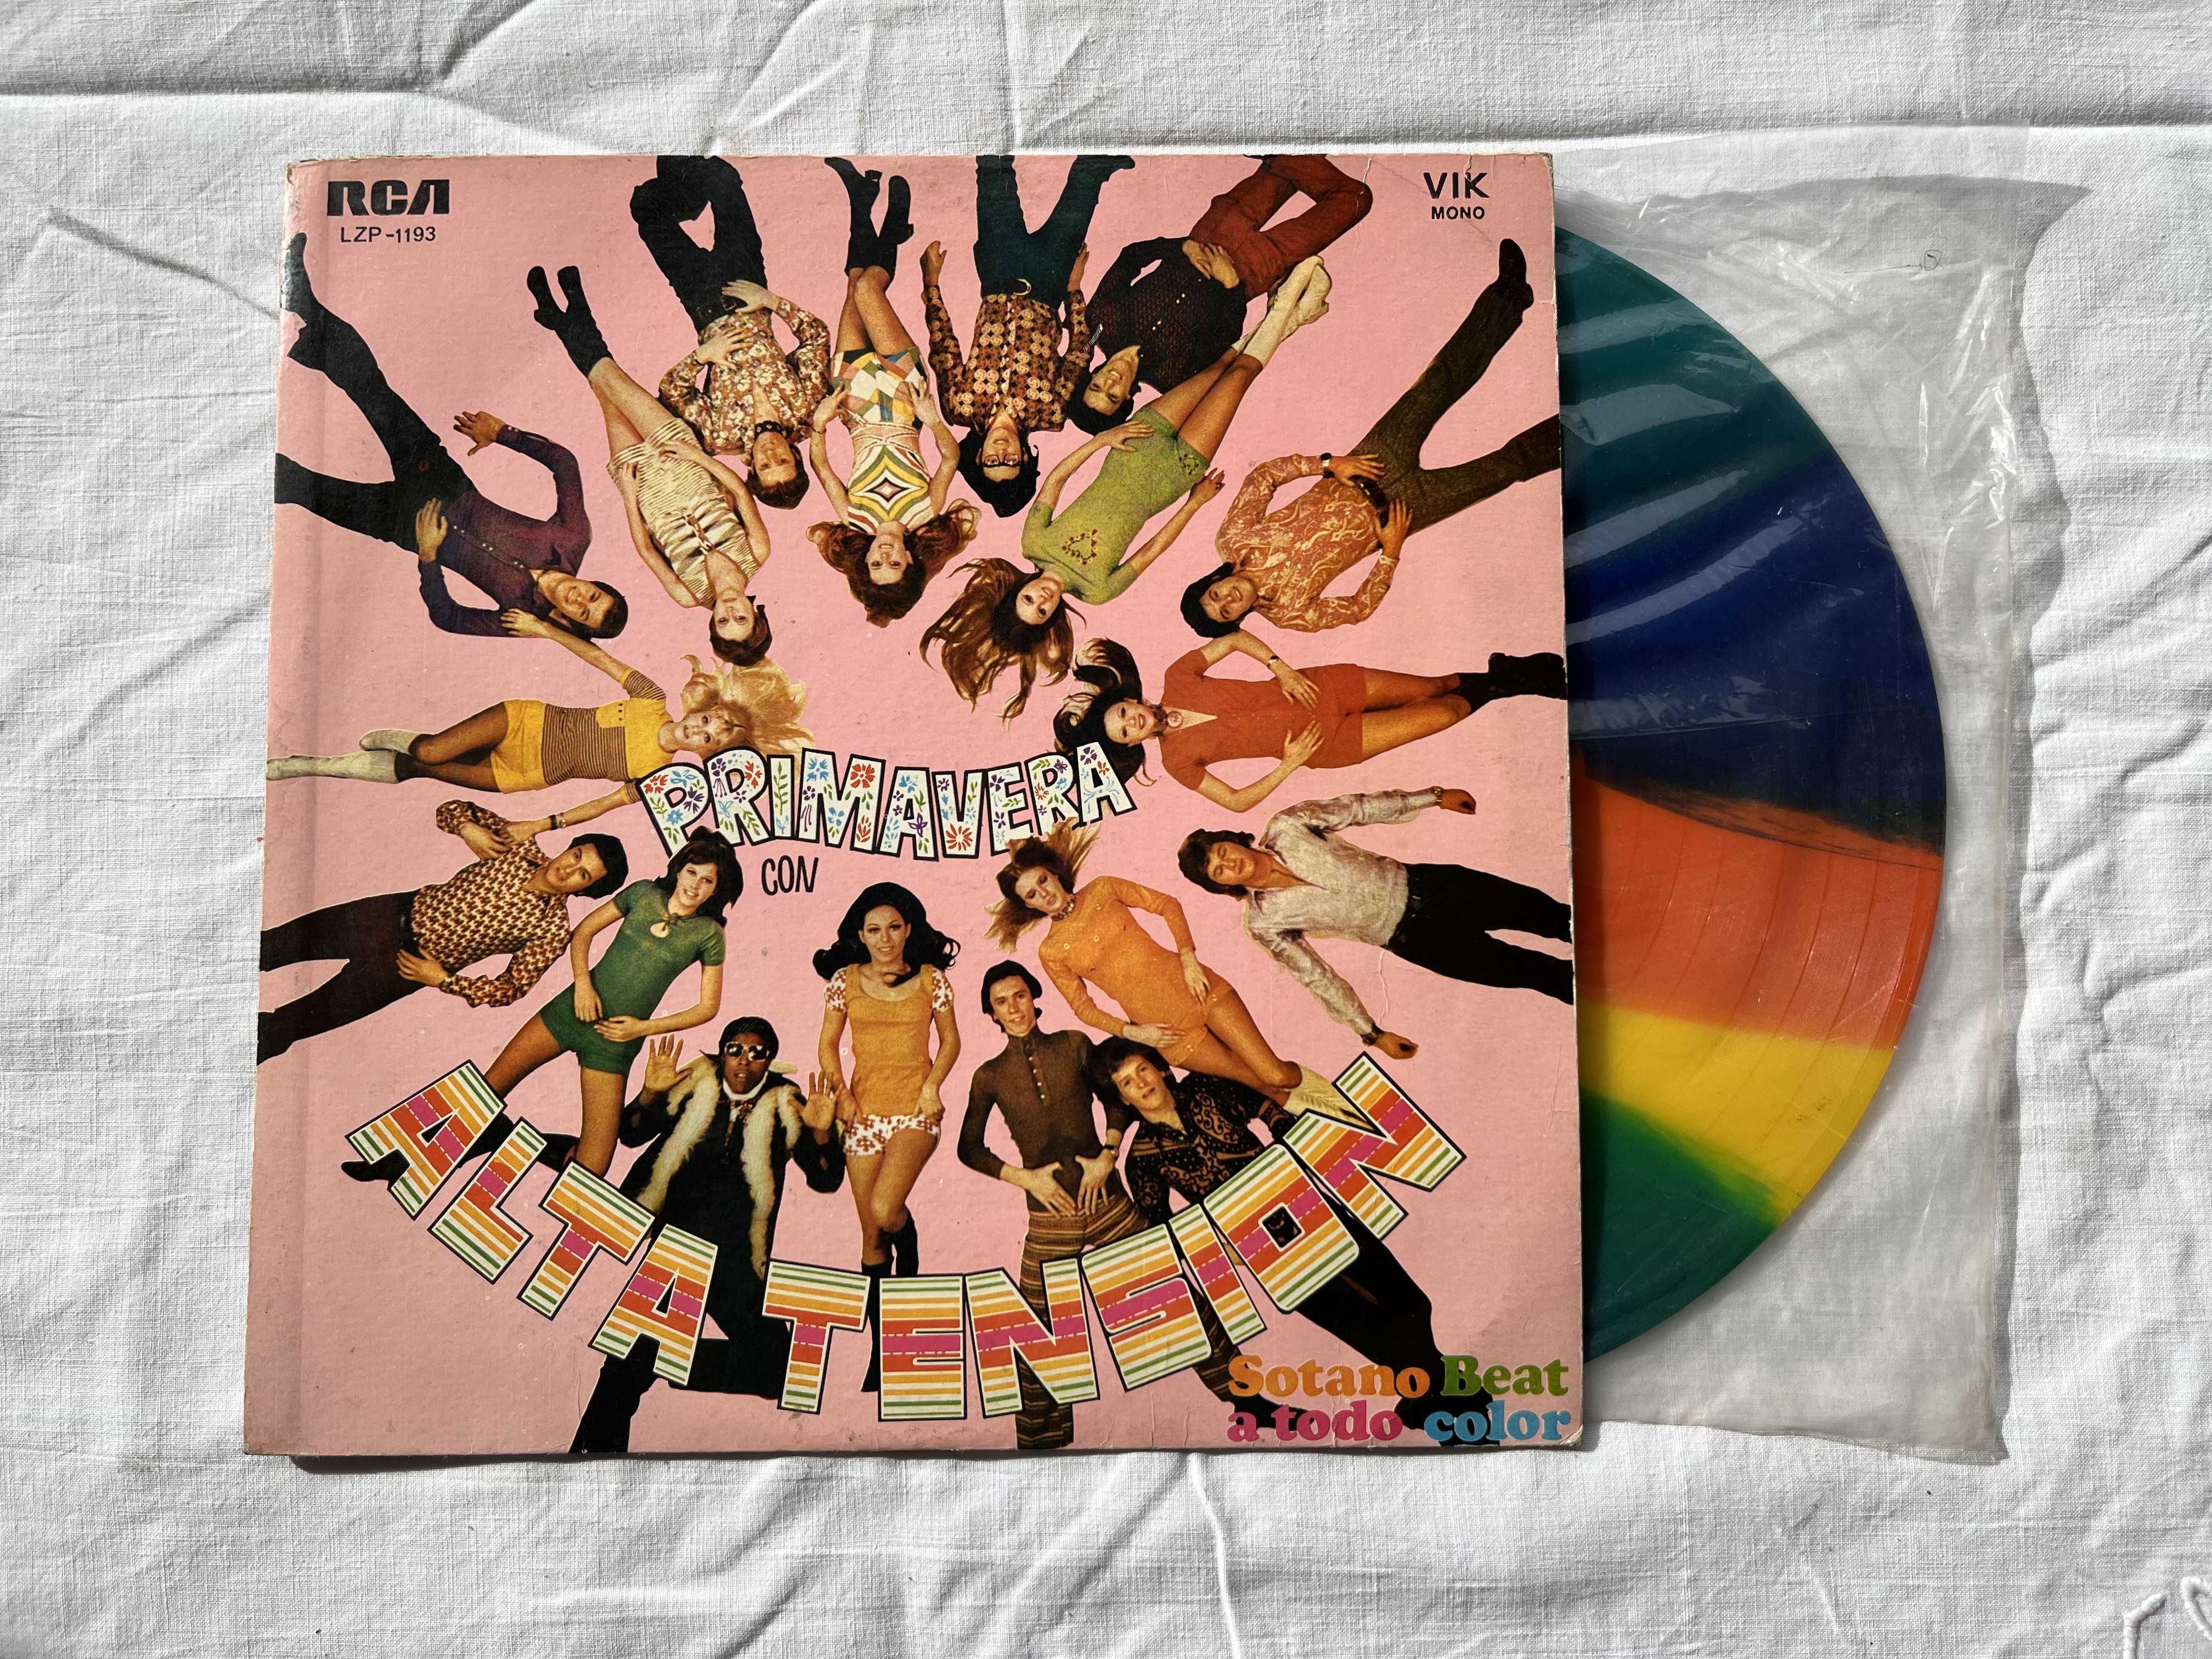 RCA
LZP-1193
VIK
MONO
PRIMAVERA
CON
ALTA TENSION
Sotano Beat
a todo color